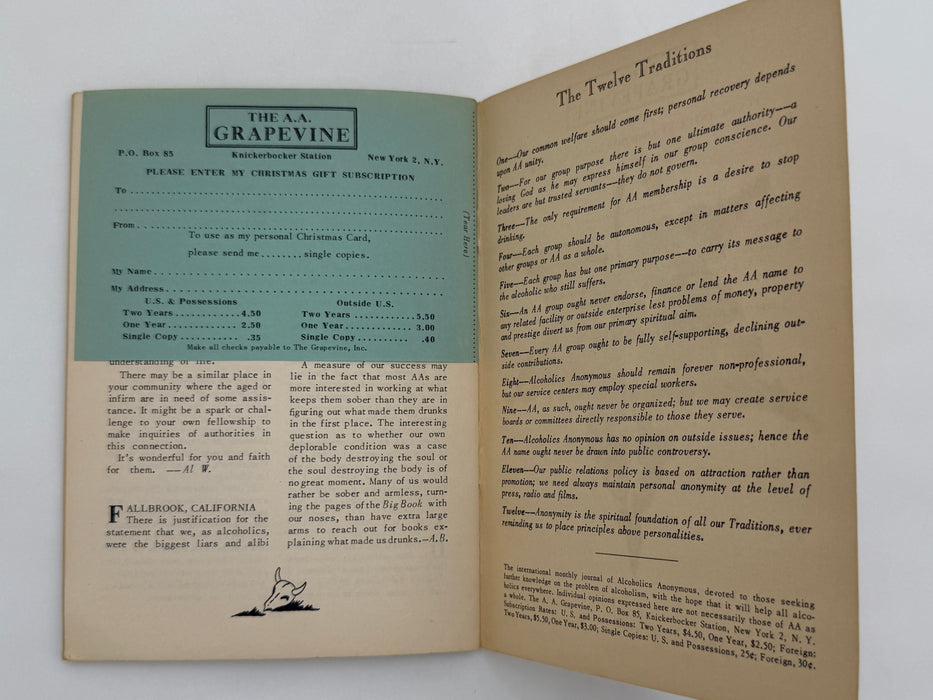 THE A.A.
GRAPEVINE
P.O. Box 85 Knickerbocker Station New York 2, N.Y.
PLEASE ENTER MY CHRISTMAS GIFT SUBSCRIPTION
To
From
To use as my personal Christmas Card,
please send me........single copies.
My Name
My Address
U.S. & Possessions
Two Years............4.50
One Year.............2.50
Single Copy...........35
Outside U.S.
Two Years............5.50
One Year.............3.00
Single Copy...........40
Make all checks payable to The Grapevine, Inc.
(Tear Here)
understanding of life.
There may be a similar place in
your community where the aged or
infirm are in need of some assis-
tance. It might be a spark or chal-
lenge to your own fellowship to
make inquiries of authorities in
this connection.
It's wonderful for you and faith
for them. —Al W.
FALLBROOK, CALIFORNIA
There is justification for the
statement that we, as alcoholics,
were the biggest liars and alibi
A measure of our success may
lie in the fact that most AAs are
more interested in working at what
keeps them sober than they are in
figuring out what made them drunks
in the first place. The interesting
question as to whether our own
deplorable condition was a case
of the body destroying the soul or
the soul destroying the body is of
no great moment. Many of us would
rather be sober and armless, turn-
ing the pages of the Big Book with
our noses, than have extra large
arms to reach out for books ex-
plaining what made us drunks.—A.B.
The Twelve Traditions
One—Our common welfare should come first; personal recovery depends
upon AA unity.
Two—For our group purpose there is but one ultimate authority—a
loving God as he may express himself in our group conscience. Our
leaders are but trusted servants—they do not govern.
Three—The only requirement for AA membership is a desire to stop
drinking.
Four—Each group should be autonomous, except in matters affecting
other groups or AA as a whole.
Five—Each group has but one primary purpose—to carry its message to
the alcoholic who still suffers.
Six—An AA group ought never endorse, finance or lend the AA name to
any related facility or outside enterprise lest problems of money, property
and prestige divert us from our primary spiritual aim.
Seven—Every AA group ought to be fully self-supporting, declining out-
side contributions.
Eight—Alcoholics Anonymous should remain forever non-professional,
but our service centers may employ special workers.
Nine—AA, as such, ought never be organized; but we may create service
boards or committees directly responsible to those they serve.
Ten—Alcoholics Anonymous has no opinion on outside issues; hence the
AA name ought never be drawn into public controversy.
Eleven—Our public relations policy is based on attraction rather than
promotion; we need always maintain personal anonymity at the level of
press, radio and films.
Twelve—Anonymity is the spiritual foundation of all our Traditions, ever
reminding us to place principles above personalities.
The international monthly journal of Alcoholics Anonymous, devoted to those seeking
further knowledge on the problem of alcoholism, with the hope that it will help all alco-
holics everywhere. Individual opinions expressed here are not necessarily those of AA as
a whole. The A. A. Grapevine, P. O. Box 85, Knickerbocker Station, New York 2, N. Y.
Subscription Rates: U.S. and Possessions: Two Years, $4.50, One Year, $2.50; Foreign:
Two Years, $5.50, One Year, $3.00; Single Copies: U.S. and Possessions, 25¢; Foreign, 30¢.